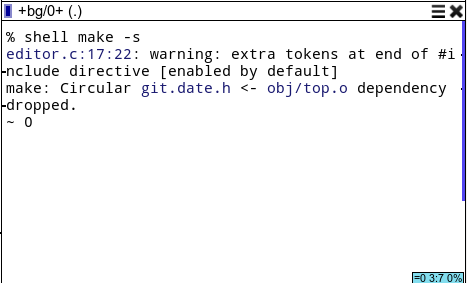 +bg/0+ (.)
% shell make -s
editor.c:17:22: warning: extra tokens at end of #i
nclude directive [enabled by default]
make: Circular git.date.h <- obj/top.o dependency
dropped.
~ 0
=0 3:7 0%